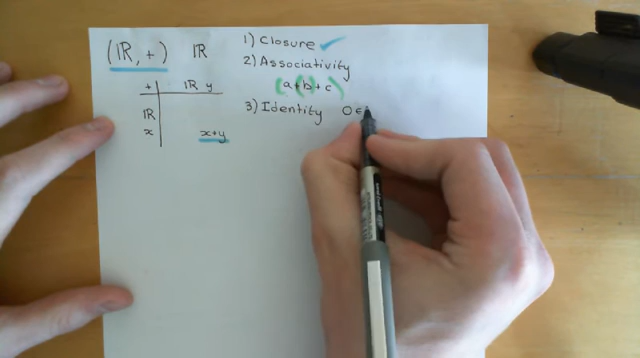 (ℝ, +) ℝ
1) Closure ✓
2) Associativity
(a+(b)+c)
3) Identity 0 ∈
+ ℝ y
ℝ
x x+y